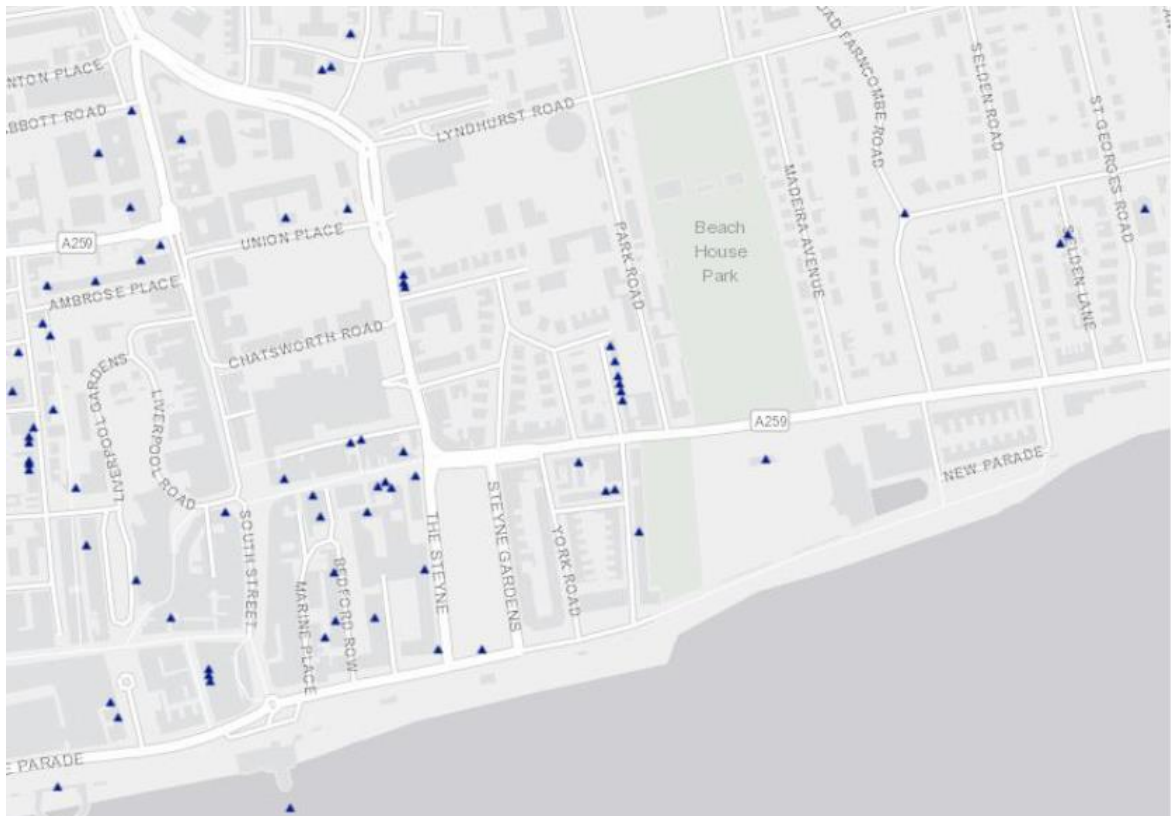 NTON PLACE
BBOTT ROAD
LYNDHURST ROAD
OAD
FARNCOMBE ROAD
SELDEN ROAD
ST GEORGES ROAD
A259
UNION PLACE
AMBROSE PLACE
PARK ROAD
Beach
House
Park
MADEIRA AVENUE
SELDEN LANE
CHATSWORTH ROAD
LIVERPOOL GARDENS
LIVERPOOL ROAD
A259
NEW PARADE
SOUTH STREET
THE STEYNE
STEYNE GARDENS
YORK ROAD
MARINE PLACE
BEDFORD ROW
E PARADE